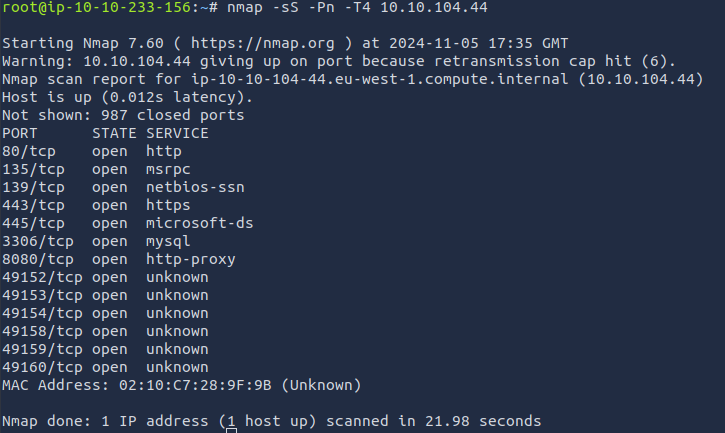 root@ip-10-10-233-156:~# nmap -sS -Pn -T4 10.10.104.44
Starting Nmap 7.60 ( https://nmap.org ) at 2024-11-05 17:35 GMT
Warning: 10.10.104.44 giving up on port because retransmission cap hit (6).
Nmap scan report for ip-10-10-104-44.eu-west-1.compute.internal (10.10.104.44)
Host is up (0.012s latency).
Not shown: 987 closed ports
PORT      STATE SERVICE
80/tcp    open  http
135/tcp   open  msrpc
139/tcp   open  netbios-ssn
443/tcp   open  https
445/tcp   open  microsoft-ds
3306/tcp  open  mysql
8080/tcp  open  http-proxy
49152/tcp open  unknown
49153/tcp open  unknown
49154/tcp open  unknown
49158/tcp open  unknown
49159/tcp open  unknown
49160/tcp open  unknown
MAC Address: 02:10:C7:28:9F:9B (Unknown)
Nmap done: 1 IP address (1 host up) scanned in 21.98 seconds